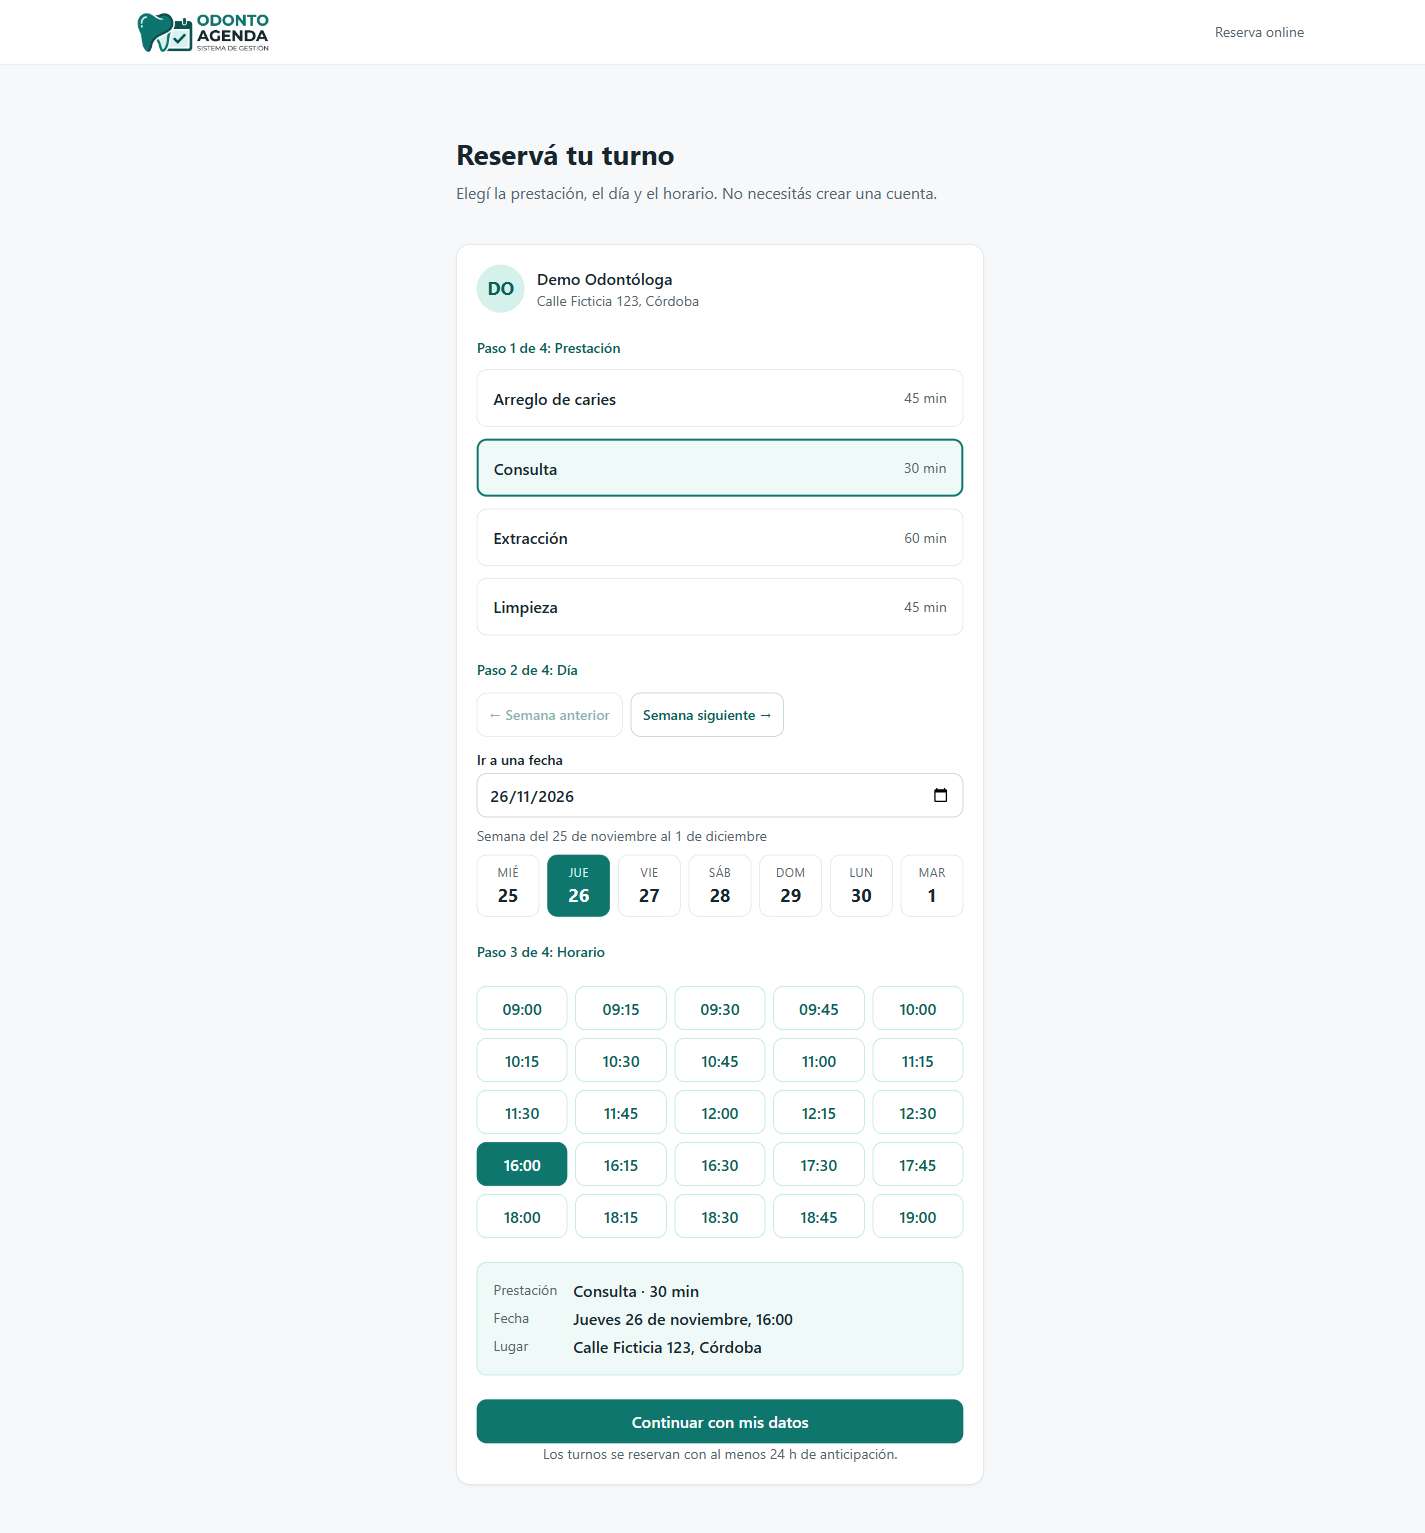 ODONTO
AGENDA
SISTEMA DE GESTIÓN
Reserva online
Reservá tu turno
Elegí la prestación, el día y el horario. No necesitás crear una cuenta.
DO
Demo Odontóloga
Calle Ficticia 123, Córdoba
Paso 1 de 4: Prestación
Arreglo de caries 45 min
Consulta 30 min
Extracción 60 min
Limpieza 45 min
Paso 2 de 4: Día
← Semana anterior Semana siguiente →
Ir a una fecha
26/11/2026
Semana del 25 de noviembre al 1 de diciembre
MIÉ JUE VIE SÁB DOM LUN MAR
25 26 27 28 29 30 1
Paso 3 de 4: Horario
09:00 09:15 09:30 09:45 10:00
10:15 10:30 10:45 11:00 11:15
11:30 11:45 12:00 12:15 12:30
16:00 16:15 16:30 17:30 17:45
18:00 18:15 18:30 18:45 19:00
Prestación Consulta · 30 min
Fecha Jueves 26 de noviembre, 16:00
Lugar Calle Ficticia 123, Córdoba
Continuar con mis datos
Los turnos se reservan con al menos 24 h de anticipación.